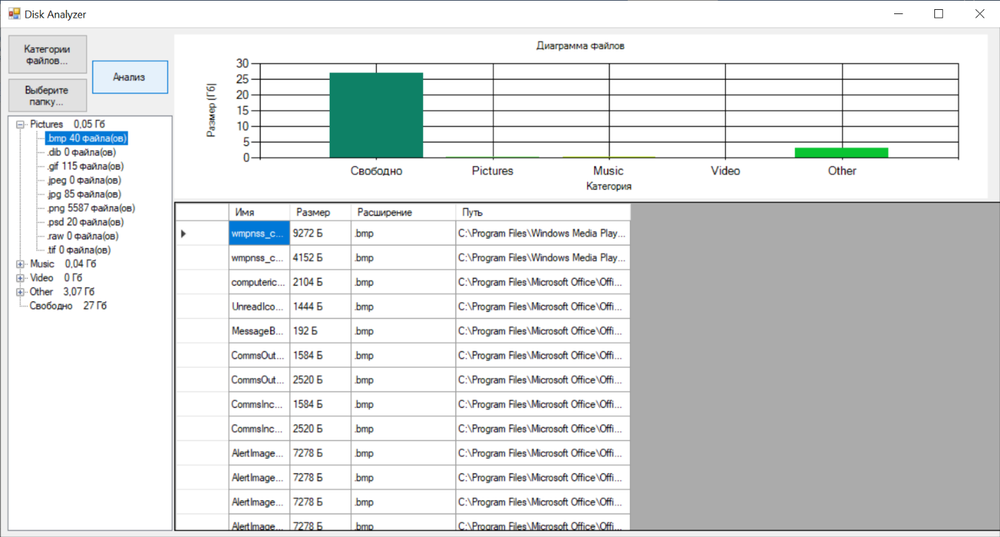 Disk Analyzer
Категории
файлов...
Анализ
Выберите
папку...
Pictures 0,05 Гб
.bmp 40 файла(ов)
.dib 0 файла(ов)
.gif 115 файла(ов)
.jpeg 0 файла(ов)
.jpg 85 файла(ов)
.png 5587 файла(ов)
.psd 20 файла(ов)
.raw 0 файла(ов)
.tif 0 файла(ов)
Music 0,04 Гб
Video 0 Гб
Other 3,07 Гб
Свободно 27 Гб
Диаграмма файлов
Размер (Гб)
30
25
20
15
10
5
0
Свободно Pictures Music Video Other
Категория
Имя Размер Расширение Путь
wmpnss_c... 9272 Б .bmp C:\Program Files\Windows Media Play...
wmpnss_c... 4152 Б .bmp C:\Program Files\Windows Media Play...
computeric... 2104 Б .bmp C:\Program Files\Microsoft Office\Offi...
UnreadIco... 1444 Б .bmp C:\Program Files\Microsoft Office\Offi...
MessageB... 192 Б .bmp C:\Program Files\Microsoft Office\Offi...
CommsOut... 1584 Б .bmp C:\Program Files\Microsoft Office\Offi...
CommsOut... 2520 Б .bmp C:\Program Files\Microsoft Office\Offi...
CommsInc... 1584 Б .bmp C:\Program Files\Microsoft Office\Offi...
CommsInc... 2520 Б .bmp C:\Program Files\Microsoft Office\Offi...
AlertImage... 7278 Б .bmp C:\Program Files\Microsoft Office\Offi...
AlertImage... 7278 Б .bmp C:\Program Files\Microsoft Office\Offi...
AlertImage... 7278 Б .bmp C:\Program Files\Microsoft Office\Offi...
AlertImage... 7278 Б .bmp C:\Program Files\Microsoft Office\Offi...